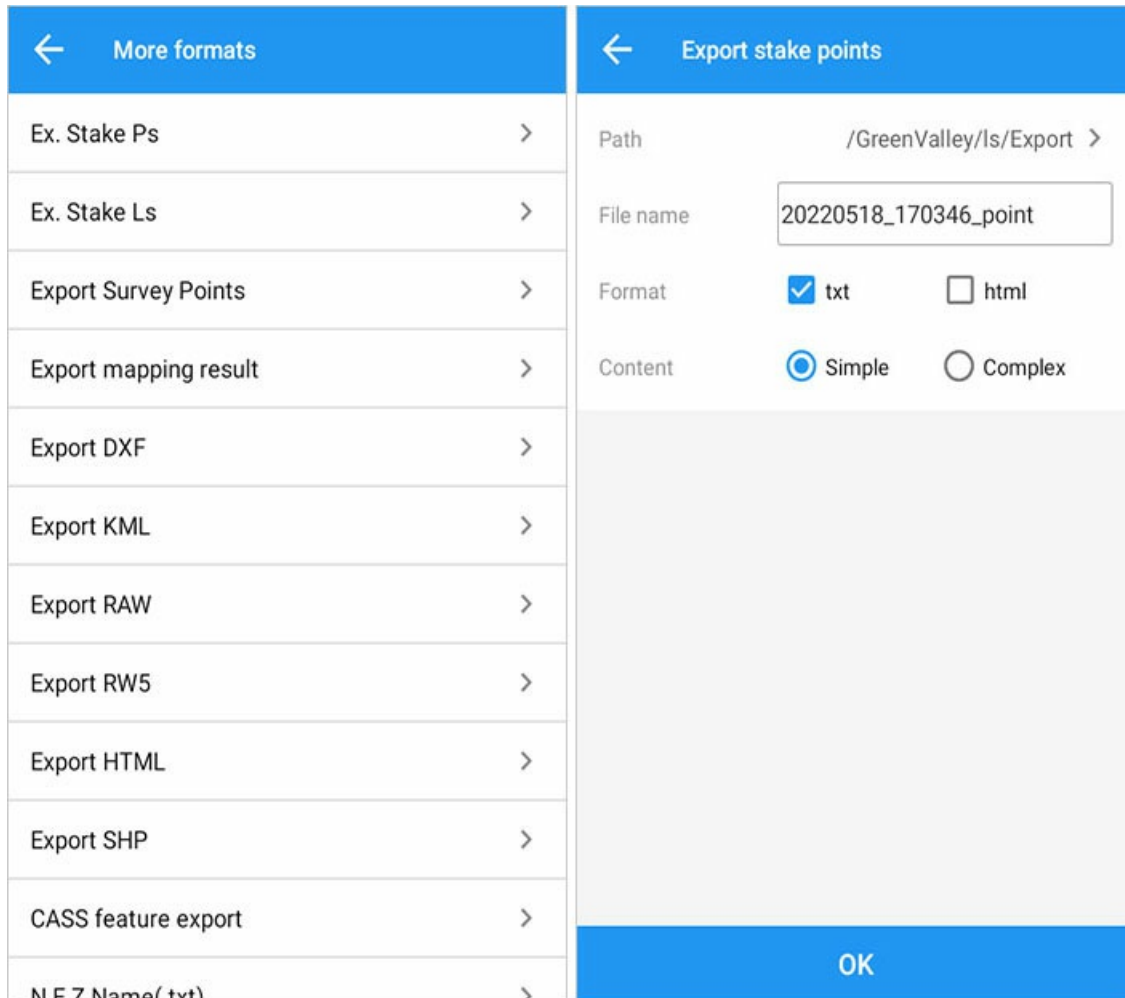 More formats
Ex. Stake Ps
Ex. Stake Ls
Export Survey Points
Export mapping result
Export DXF
Export KML
Export RAW
Export RW5
Export HTML
Export SHP
CASS feature export
N,E,Z,Name(.txt)
Export stake points
Path /GreenValley/ls/Export
File name 20220518_170346_point
Format txt html
Content Simple Complex
OK